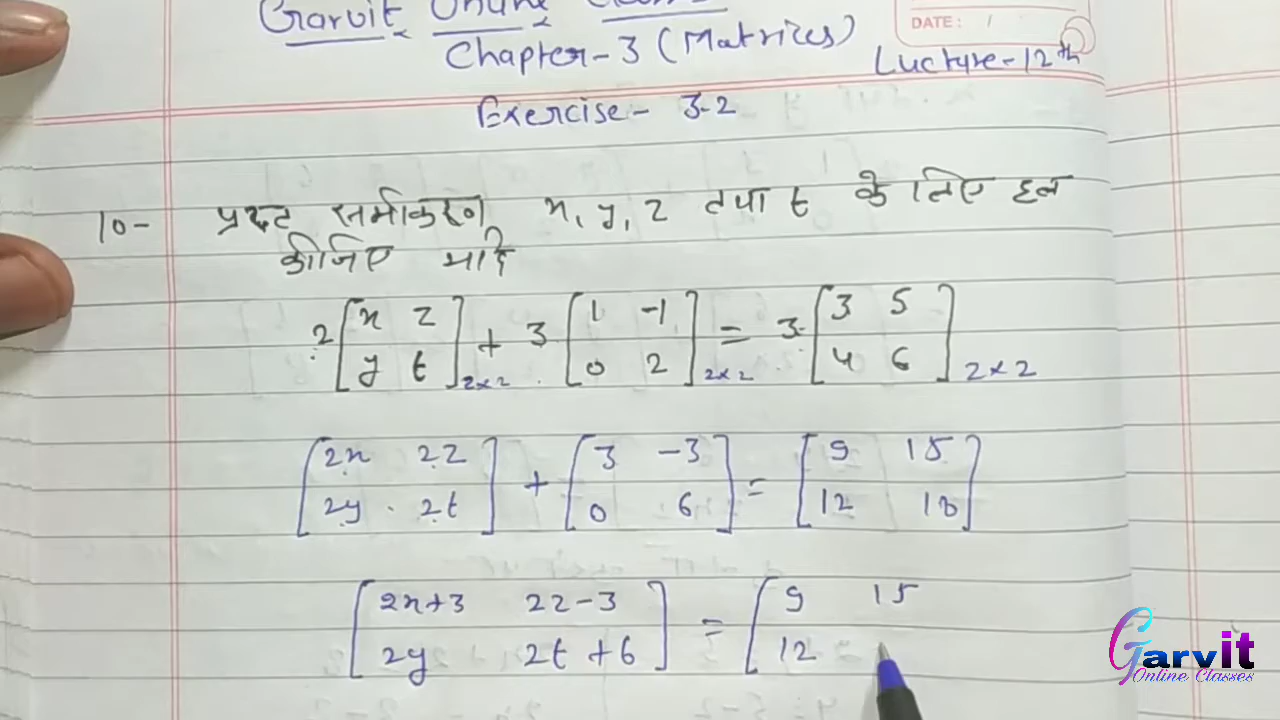 Garvit Online
Chapter-3 (Matrices)
DATE: /
Lucture-12th
Exercise- 3.2
10- प्रदत्त समीकरण x, y, z तथा t के लिए हल
कीजिए यदि
2 [x z; y t] 2×2 + 3 [1 -1; 0 2] 2×2 = 3 [3 5; 4 6] 2×2
[2x 2z; 2y 2t] + [3 -3; 0 6] = [9 15; 12 18]
[2x+3 2z-3; 2y 2t+6] = [9 15; 12
Garvit
Online Classes